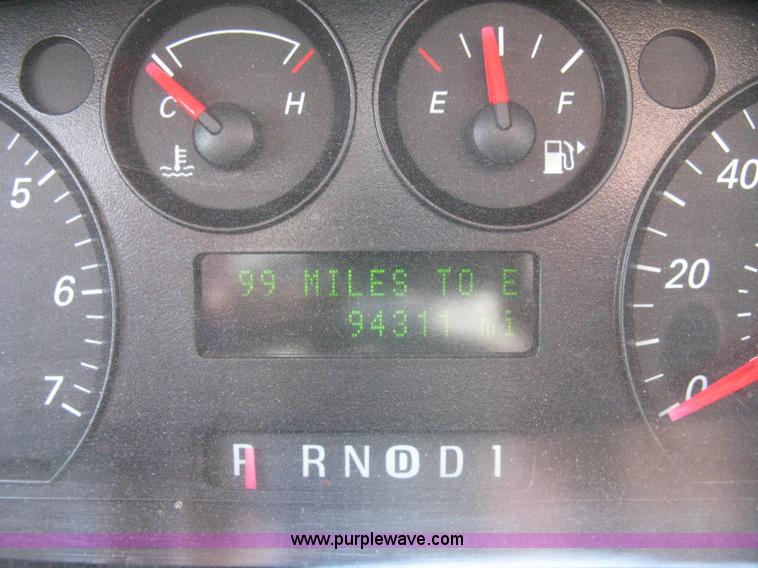 C H
E F
5
6
7
40
20
0
99 MILES TO E
94311 mi
P R N D D 1
www.purplewave.com